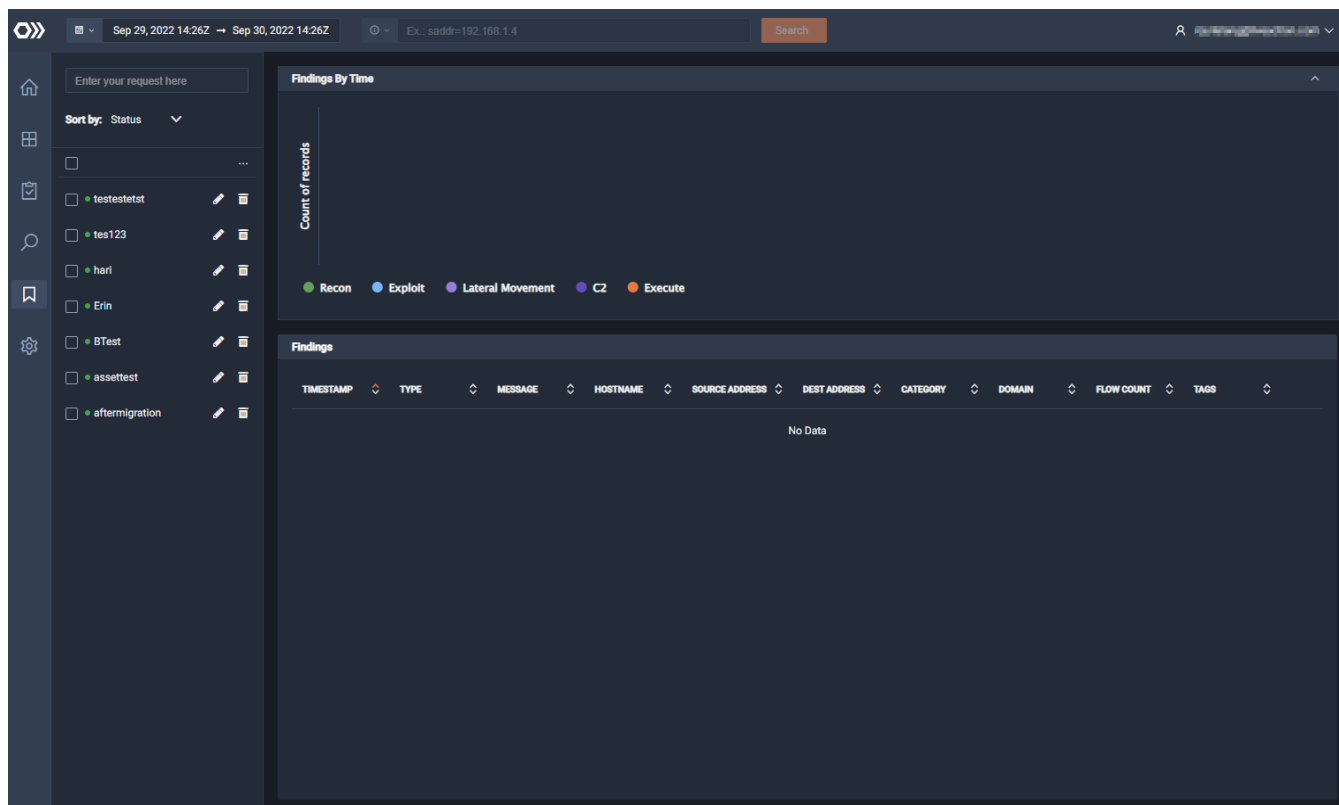 Sep 29, 2022 14:26Z → Sep 30, 2022 14:26Z
Ex.: saddr=192.168.1.4
Search
Enter your request here
Sort by: Status
...
testestetst
tes123
hari
Erin
BTest
assettest
aftermigration
Findings By Time
Count of records
Recon Exploit Lateral Movement C2 Execute
Findings
TIMESTAMP TYPE MESSAGE HOSTNAME SOURCE ADDRESS DEST ADDRESS CATEGORY DOMAIN FLOW COUNT TAGS
No Data